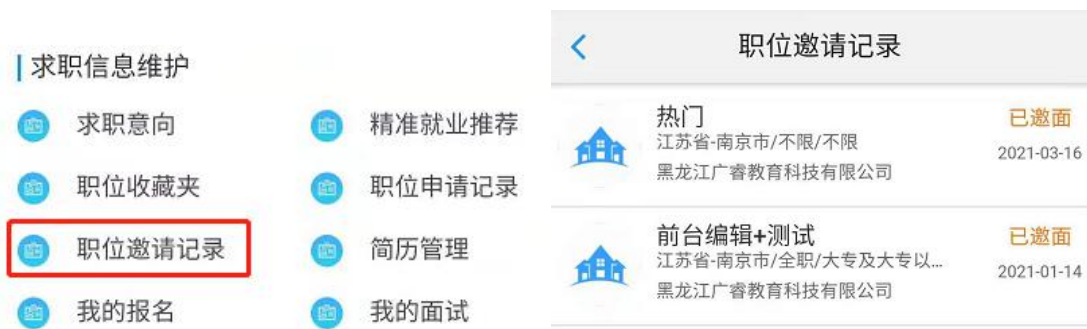 求职信息维护
求职意向
精准就业推荐
职位收藏夹
职位申请记录
职位邀请记录
简历管理
我的报名
我的面试
职位邀请记录
热门
已邀面
江苏省-南京市/不限/不限
2021-03-16
黑龙江广睿教育科技有限公司
前台编辑+测试
已邀面
江苏省-南京市/全职/大专及大专以...
2021-01-14
黑龙江广睿教育科技有限公司